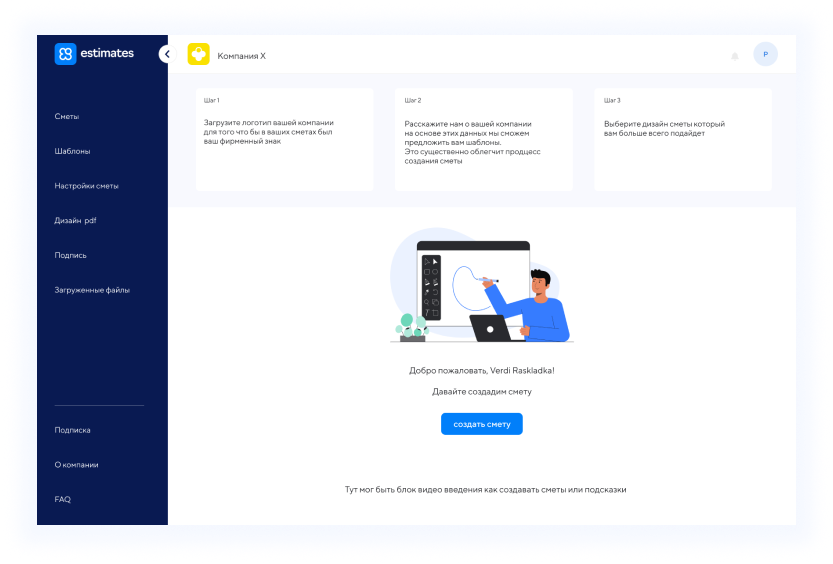 estimates
Компания X
P
Сметы
Шаблоны
Настройки сметы
Дизайн pdf
Подпись
Загруженные файлы
Подписка
О компании
FAQ
Шаг 1
Загрузите логотип вашей компании
для того что бы в ваших сметах был
ваш фирменный знак
Шаг 2
Расскажите нам о вашей компании
на основе этих данных мы сможем
предложить вам шаблоны.
Это существенно облегчит процдесс
создания сметы
Шаг 3
Выберите дизайн сметы который
вам больше всего подайдет
Добро пожаловать, Verdi Raskladka!
Давайте создадим смету
создать смету
Тут мог быть блок видео введения как создавать сметы или подсказки